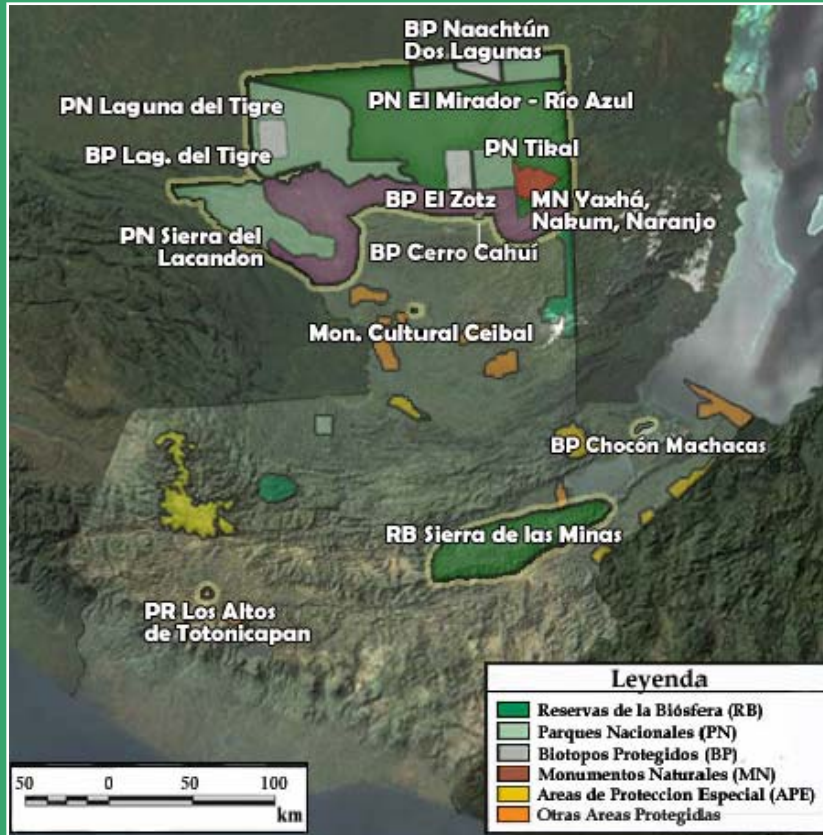 BP Naachtún
Dos Lagunas
PN Laguna del Tigre
PN El Mirador - Río Azul
BP Lag. del Tigre
PN Tikal
BP El Zotz
MN Yaxhá,
Nakum, Naranjo
PN Sierra del
Lacandon
BP Cerro Cahuí
Mon. Cultural Ceibal
BP Chocón Machacas
RB Sierra de las Minas
PR Los Altos
de Totonicapan
Leyenda
Reservas de la Biósfera (RB)
Parques Nacionales (PN)
Biotopos Protegidos (BP)
Monumentos Naturales (MN)
Areas de Proteccion Especial (APE)
Otras Areas Protegidas
50 0 50 100
km